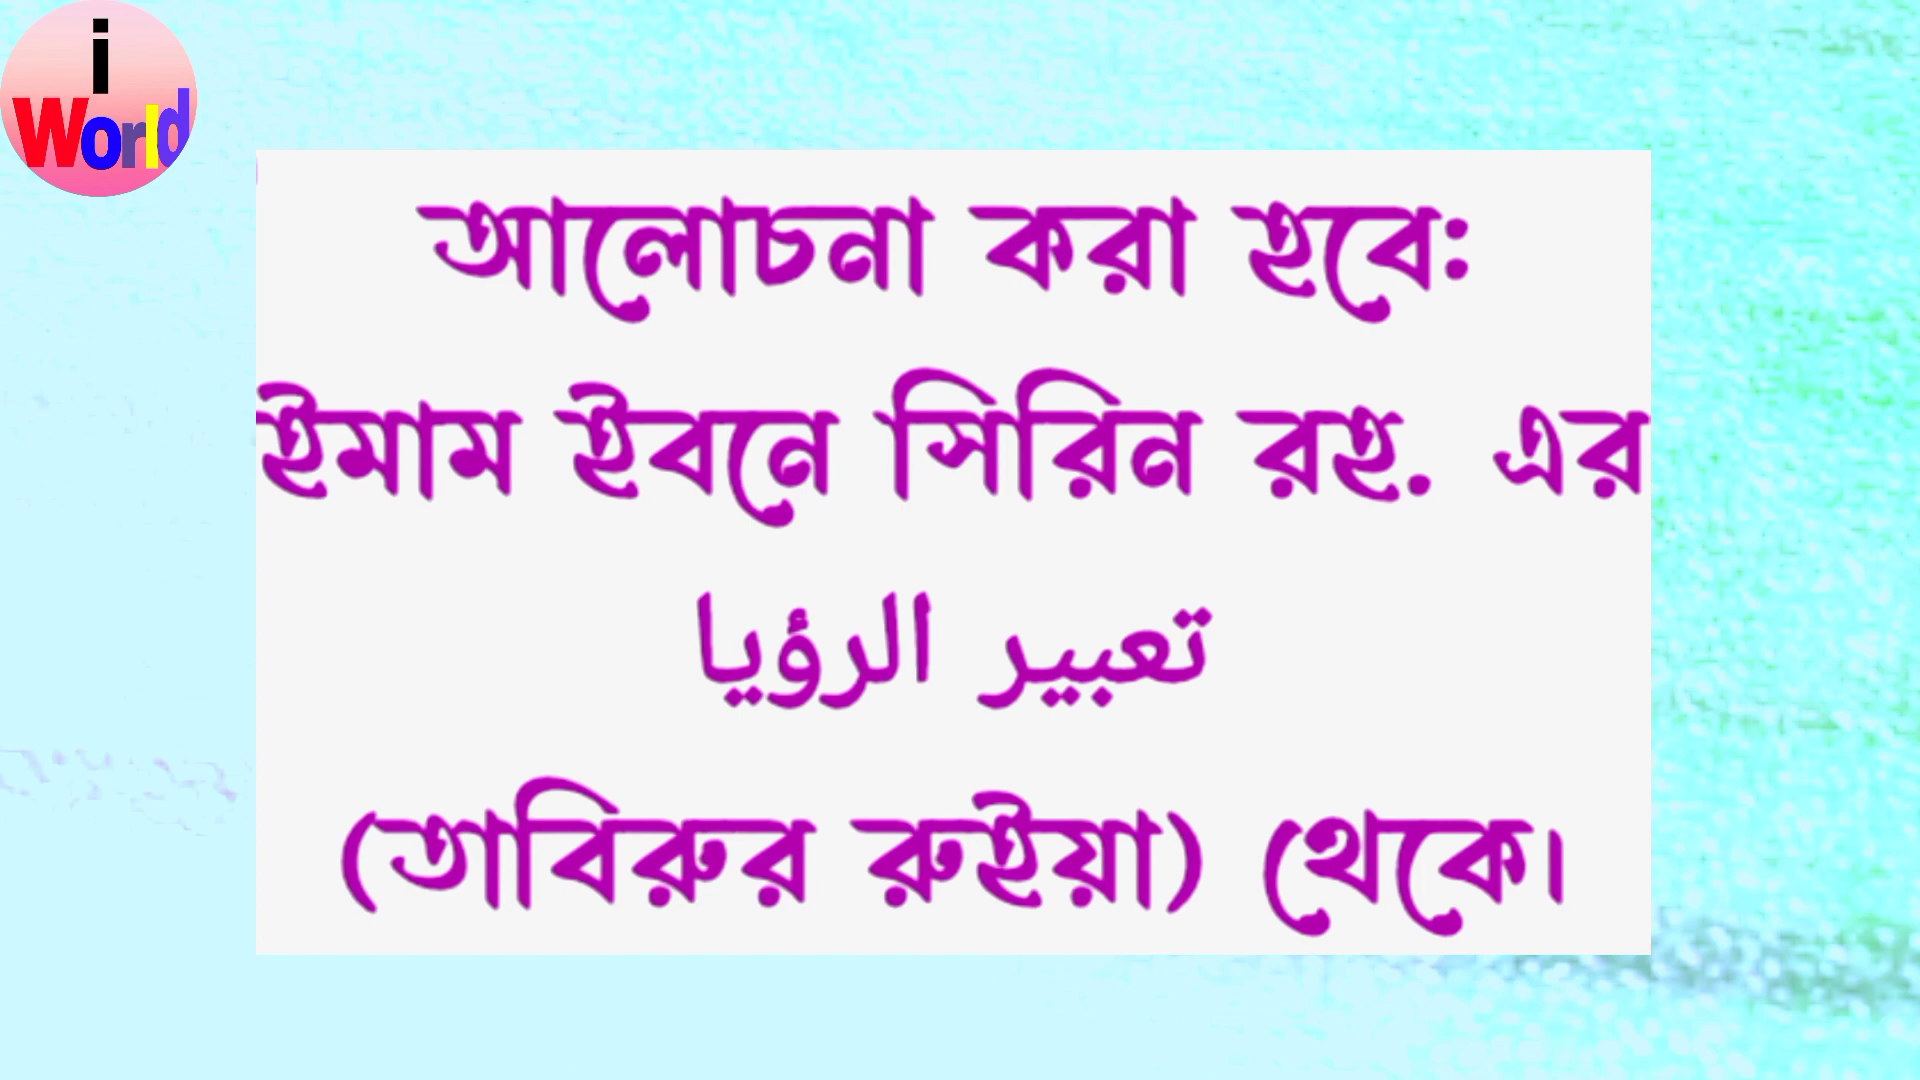 i
World
আলোচনা করা হবে:
ইমাম ইবনে সিরিন রহ. এর
تعبير الرؤيا
(তাবিরুর রুইয়া) থেকে।